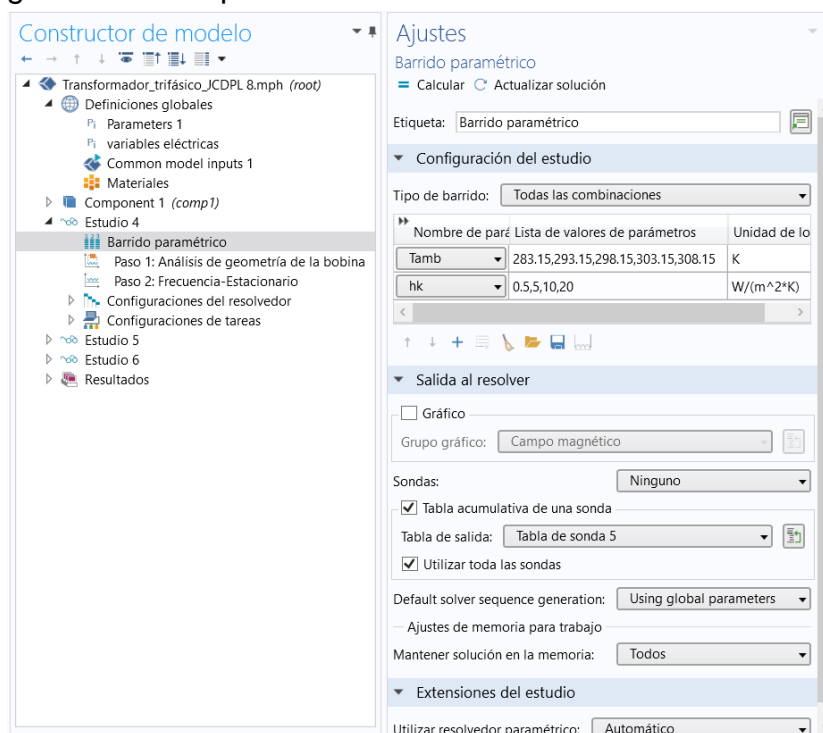 Constructor de modelo
Transformador_trifásico_JCDPL 8.mph (root)
Definiciones globales
Pi Parameters 1
Pi variables eléctricas
Common model inputs 1
Materiales
Component 1 (comp1)
Estudio 4
Barrido paramétrico
Paso 1: Análisis de geometría de la bobina
Paso 2: Frecuencia-Estacionario
Configuraciones del resolvedor
Configuraciones de tareas
Estudio 5
Estudio 6
Resultados
Ajustes
Barrido paramétrico
= Calcular Actualizar solución
Etiqueta: Barrido paramétrico
Configuración del estudio
Tipo de barrido: Todas las combinaciones
Nombre de pará Lista de valores de parámetros Unidad de lo
Tamb 283.15,293.15,298.15,303.15,308.15 K
hk 0.5,5,10,20 W/(m^2*K)
Salida al resolver
Gráfico
Grupo gráfico: Campo magnético
Sondas: Ninguno
Tabla acumulativa de una sonda
Tabla de salida: Tabla de sonda 5
Utilizar toda las sondas
Default solver sequence generation: Using global parameters
Ajustes de memoria para trabajo
Mantener solución en la memoria: Todos
Extensiones del estudio
Utilizar resolvedor paramétrico: Automático